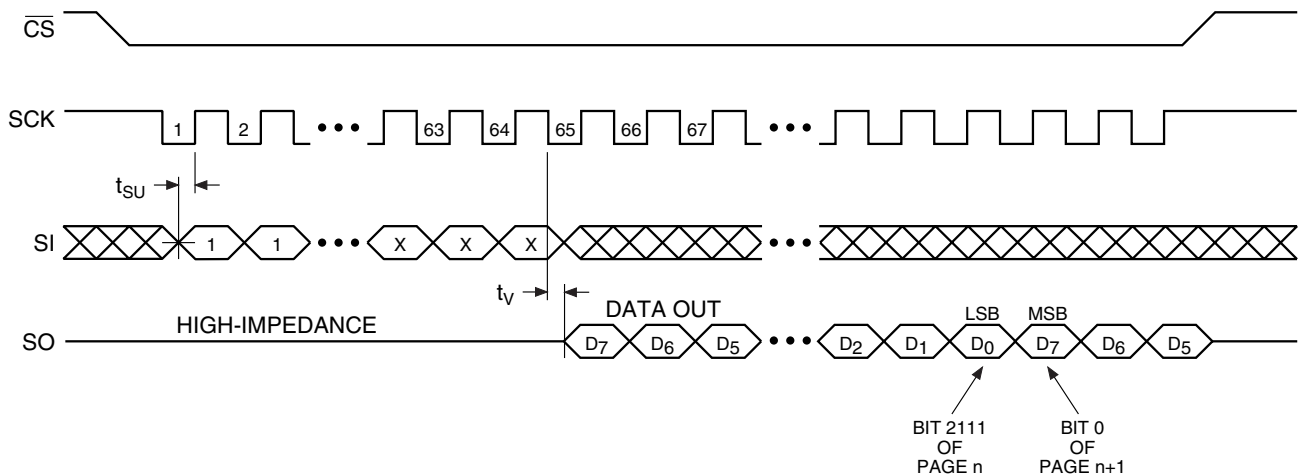 CS
SCK 1 2 ••• 63 64 65 66 67 •••
tSU
SI 1 1 ••• X X X •••
tV
HIGH-IMPEDANCE DATA OUT LSB MSB
SO D7 D6 D5 ••• D2 D1 D0 D7 D6 D5
BIT 2111
OF
PAGE n
BIT 0
OF
PAGE n+1